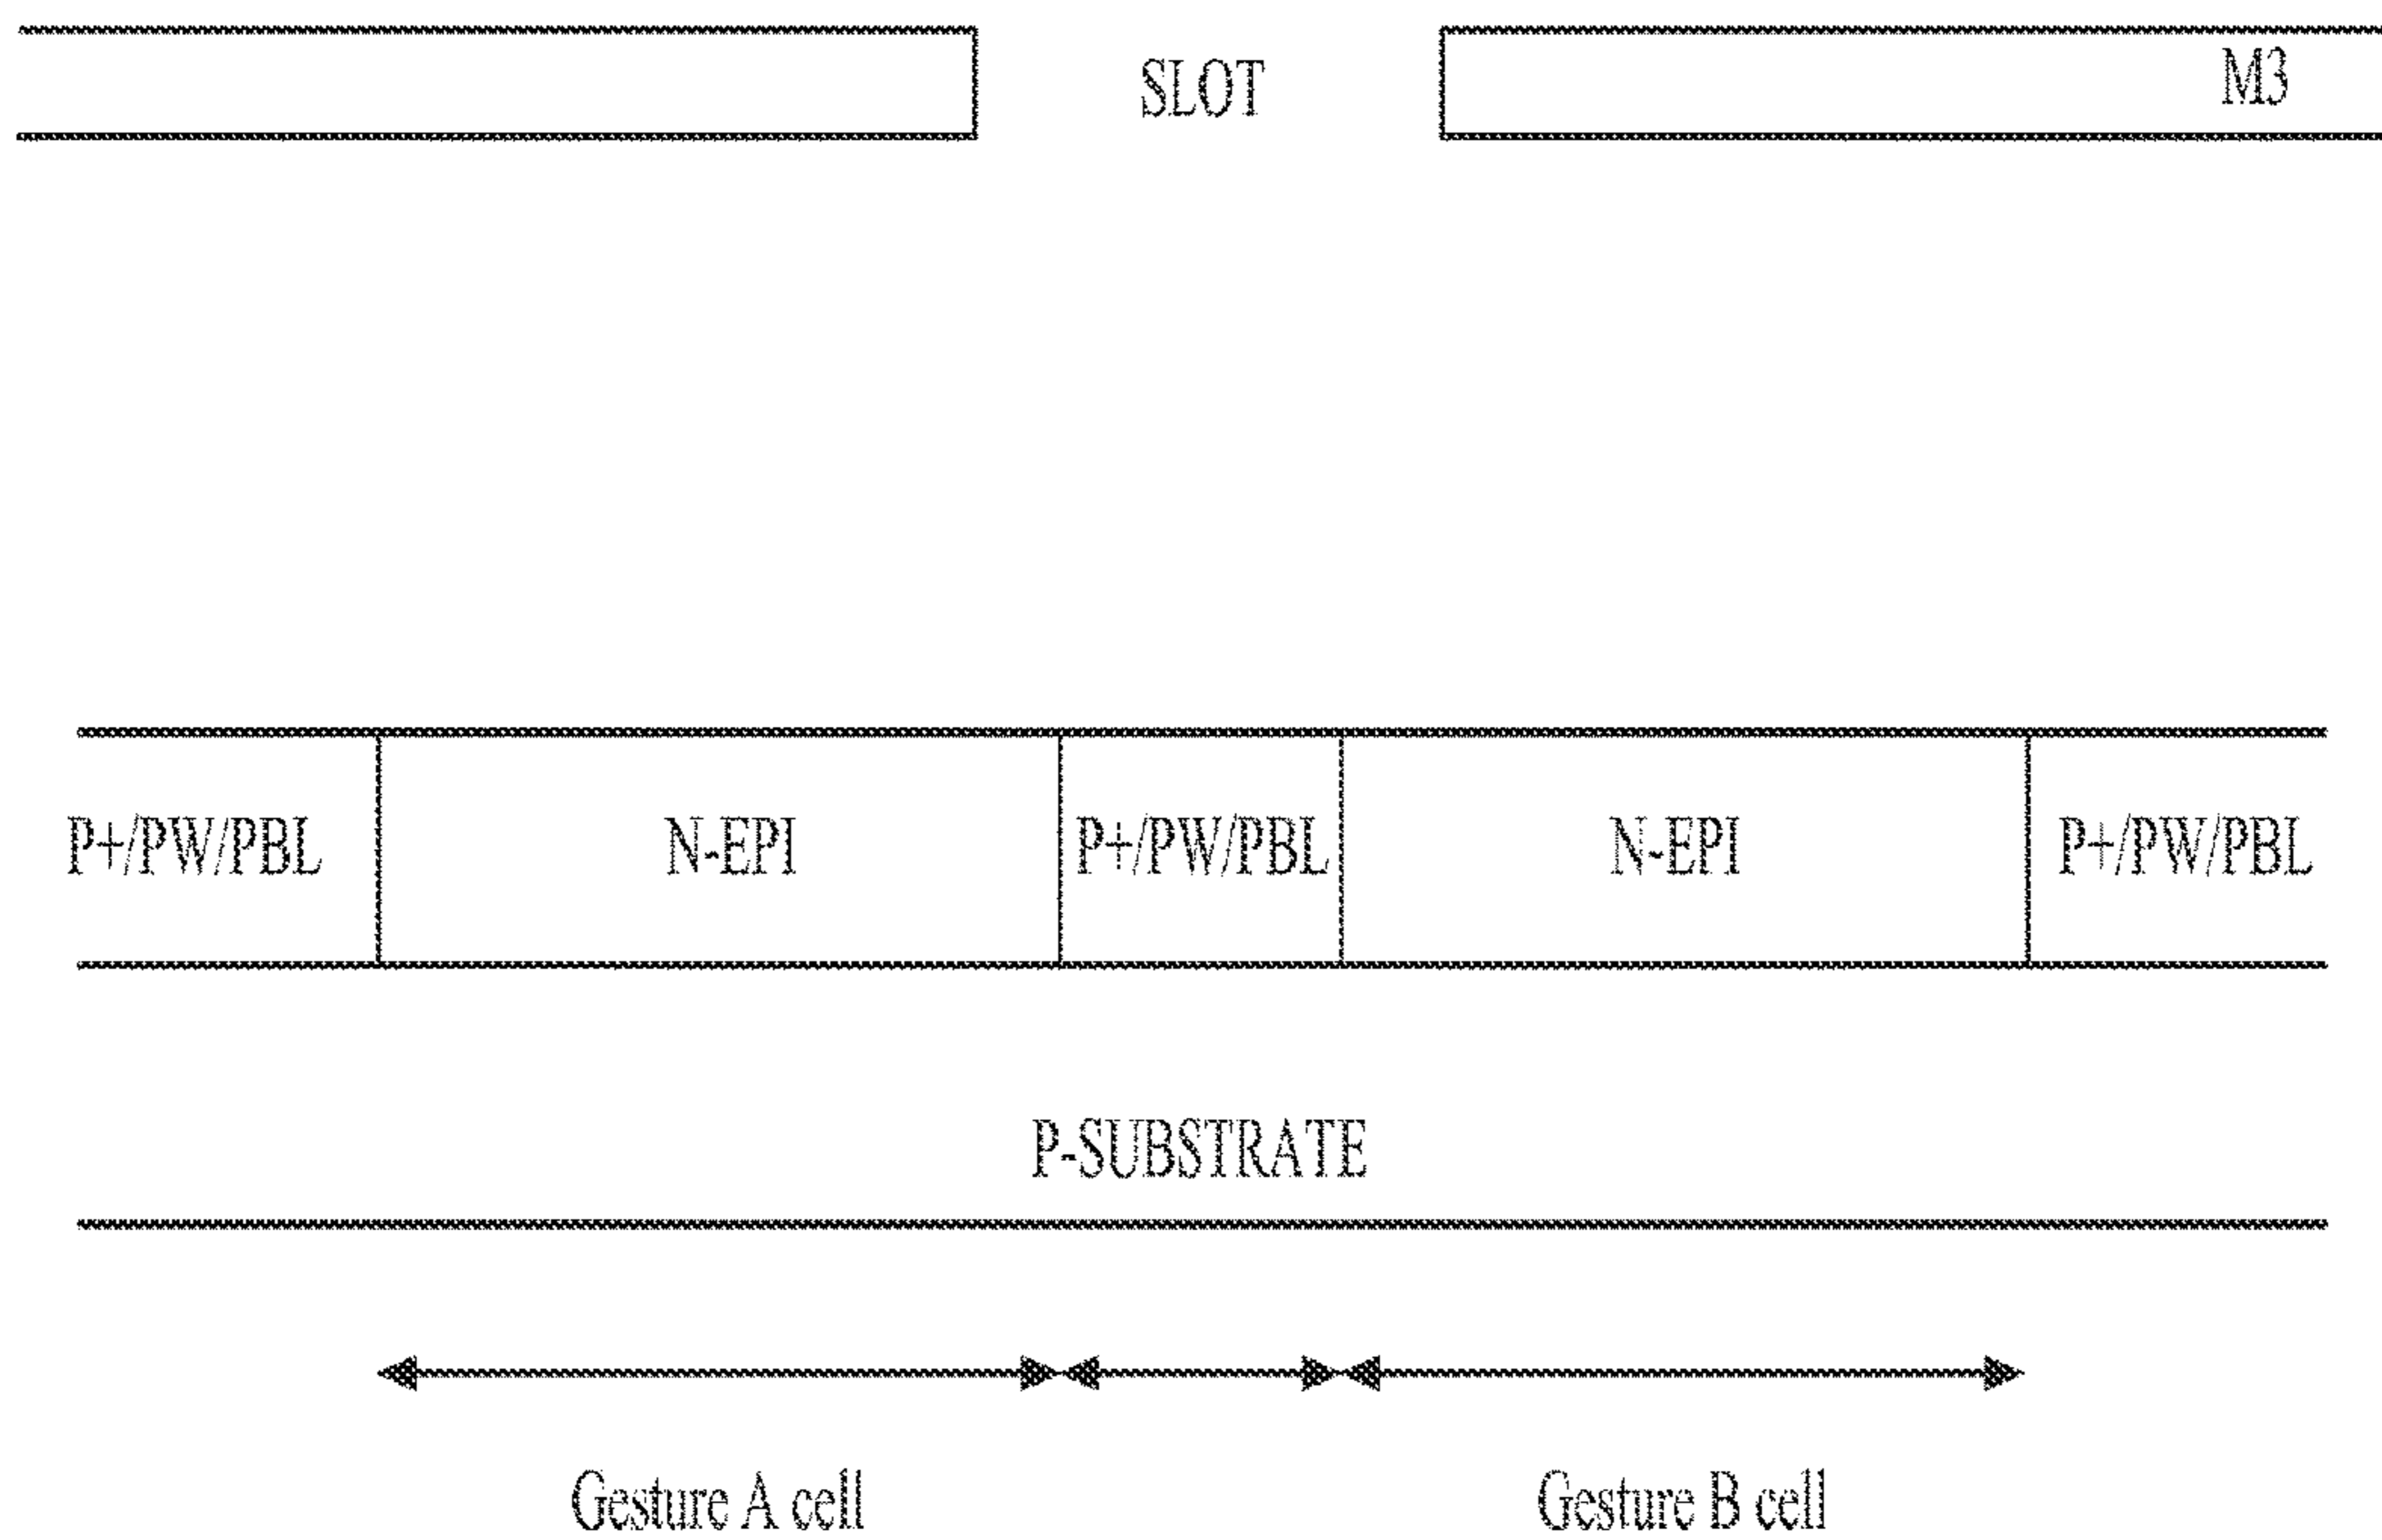 SLOT M3
P+/PW/PBL N-EPI P+/PW/PBL N-EPI P+/PW/PBL
P-SUBSTRATE
Gesture A cell Gesture B cell